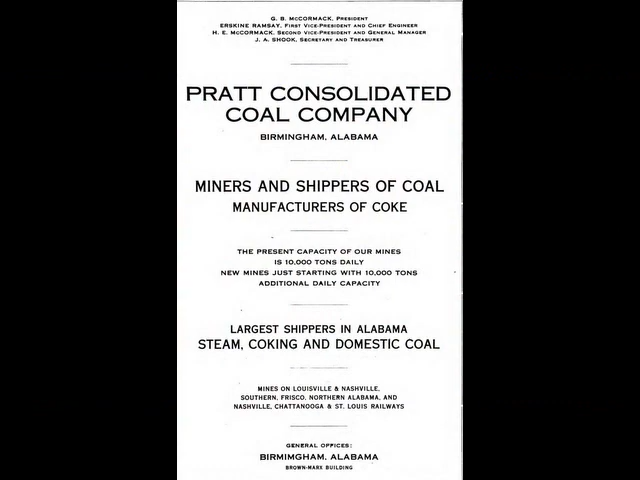 G. B. McCORMACK, PRESIDENT
ERSKINE RAMSAY, FIRST VICE-PRESIDENT AND CHIEF ENGINEER
H. E. McCORMACK, SECOND VICE-PRESIDENT AND GENERAL MANAGER
J. A. SHOOK, SECRETARY AND TREASURER
PRATT CONSOLIDATED
COAL COMPANY
BIRMINGHAM, ALABAMA
MINERS AND SHIPPERS OF COAL
MANUFACTURERS OF COKE
THE PRESENT CAPACITY OF OUR MINES
IS 10,000 TONS DAILY
NEW MINES JUST STARTING WITH 10,000 TONS
ADDITIONAL DAILY CAPACITY
LARGEST SHIPPERS IN ALABAMA
STEAM, COKING AND DOMESTIC COAL
MINES ON LOUISVILLE & NASHVILLE,
SOUTHERN, FRISCO, NORTHERN ALABAMA, AND
NASHVILLE, CHATTANOOGA & ST. LOUIS RAILWAYS
GENERAL OFFICES:
BIRMIMGHAM, ALABAMA
BROWN-MARX BUILDING